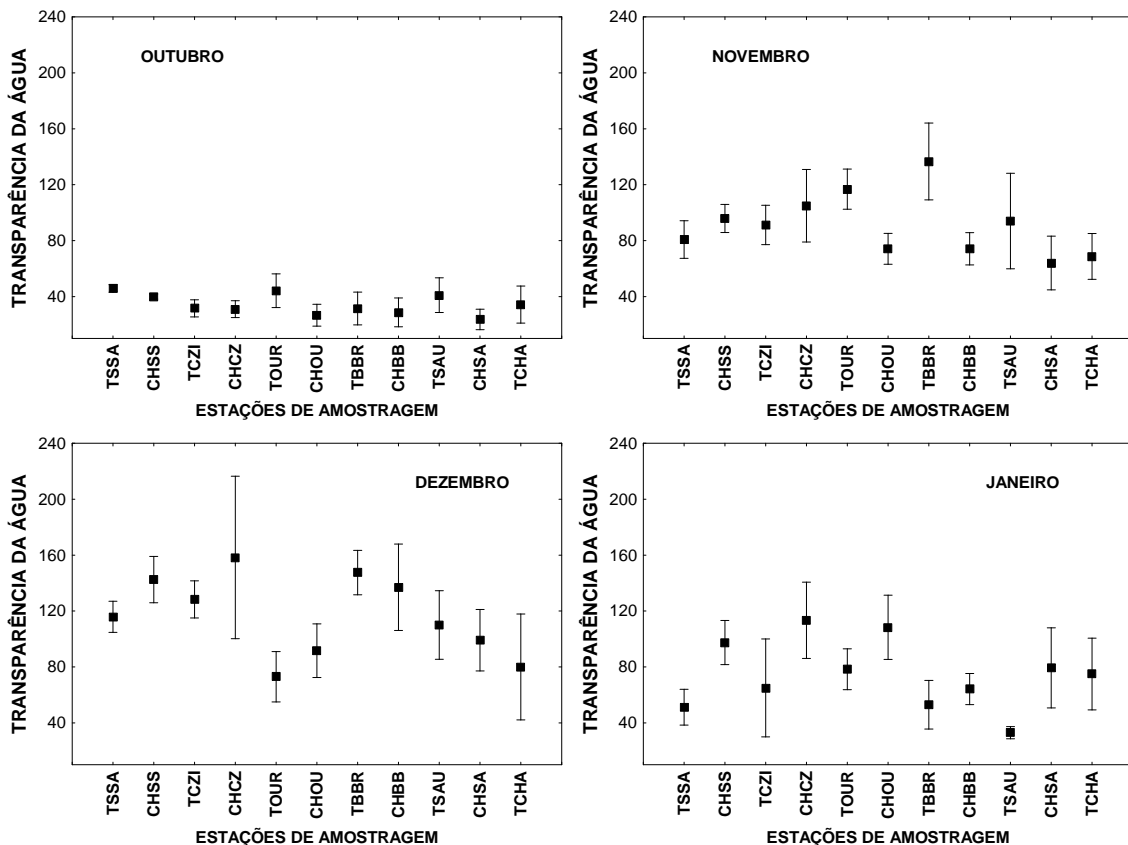 TRANSPARÊNCIA DA ÁGUA
240
200
160
120
80
40
OUTUBRO
TSSA
CHSS
TCZI
CHCZ
TOUR
CHOU
TBBR
CHBB
TSAU
CHSA
TCHA
ESTAÇÕES DE AMOSTRAGEM
TRANSPARÊNCIA DA ÁGUA
240
200
160
120
80
40
NOVEMBRO
TSSA
CHSS
TCZI
CHCZ
TOUR
CHOU
TBBR
CHBB
TSAU
CHSA
TCHA
ESTAÇÕES DE AMOSTRAGEM
TRANSPARÊNCIA DA ÁGUA
240
200
160
120
80
40
DEZEMBRO
TSSA
CHSS
TCZI
CHCZ
TOUR
CHOU
TBBR
CHBB
TSAU
CHSA
TCHA
ESTAÇÕES DE AMOSTRAGEM
TRANSPARÊNCIA DA ÁGUA
240
200
160
120
80
40
JANEIRO
TSSA
CHSS
TCZI
CHCZ
TOUR
CHOU
TBBR
CHBB
TSAU
CHSA
TCHA
ESTAÇÕES DE AMOSTRAGEM